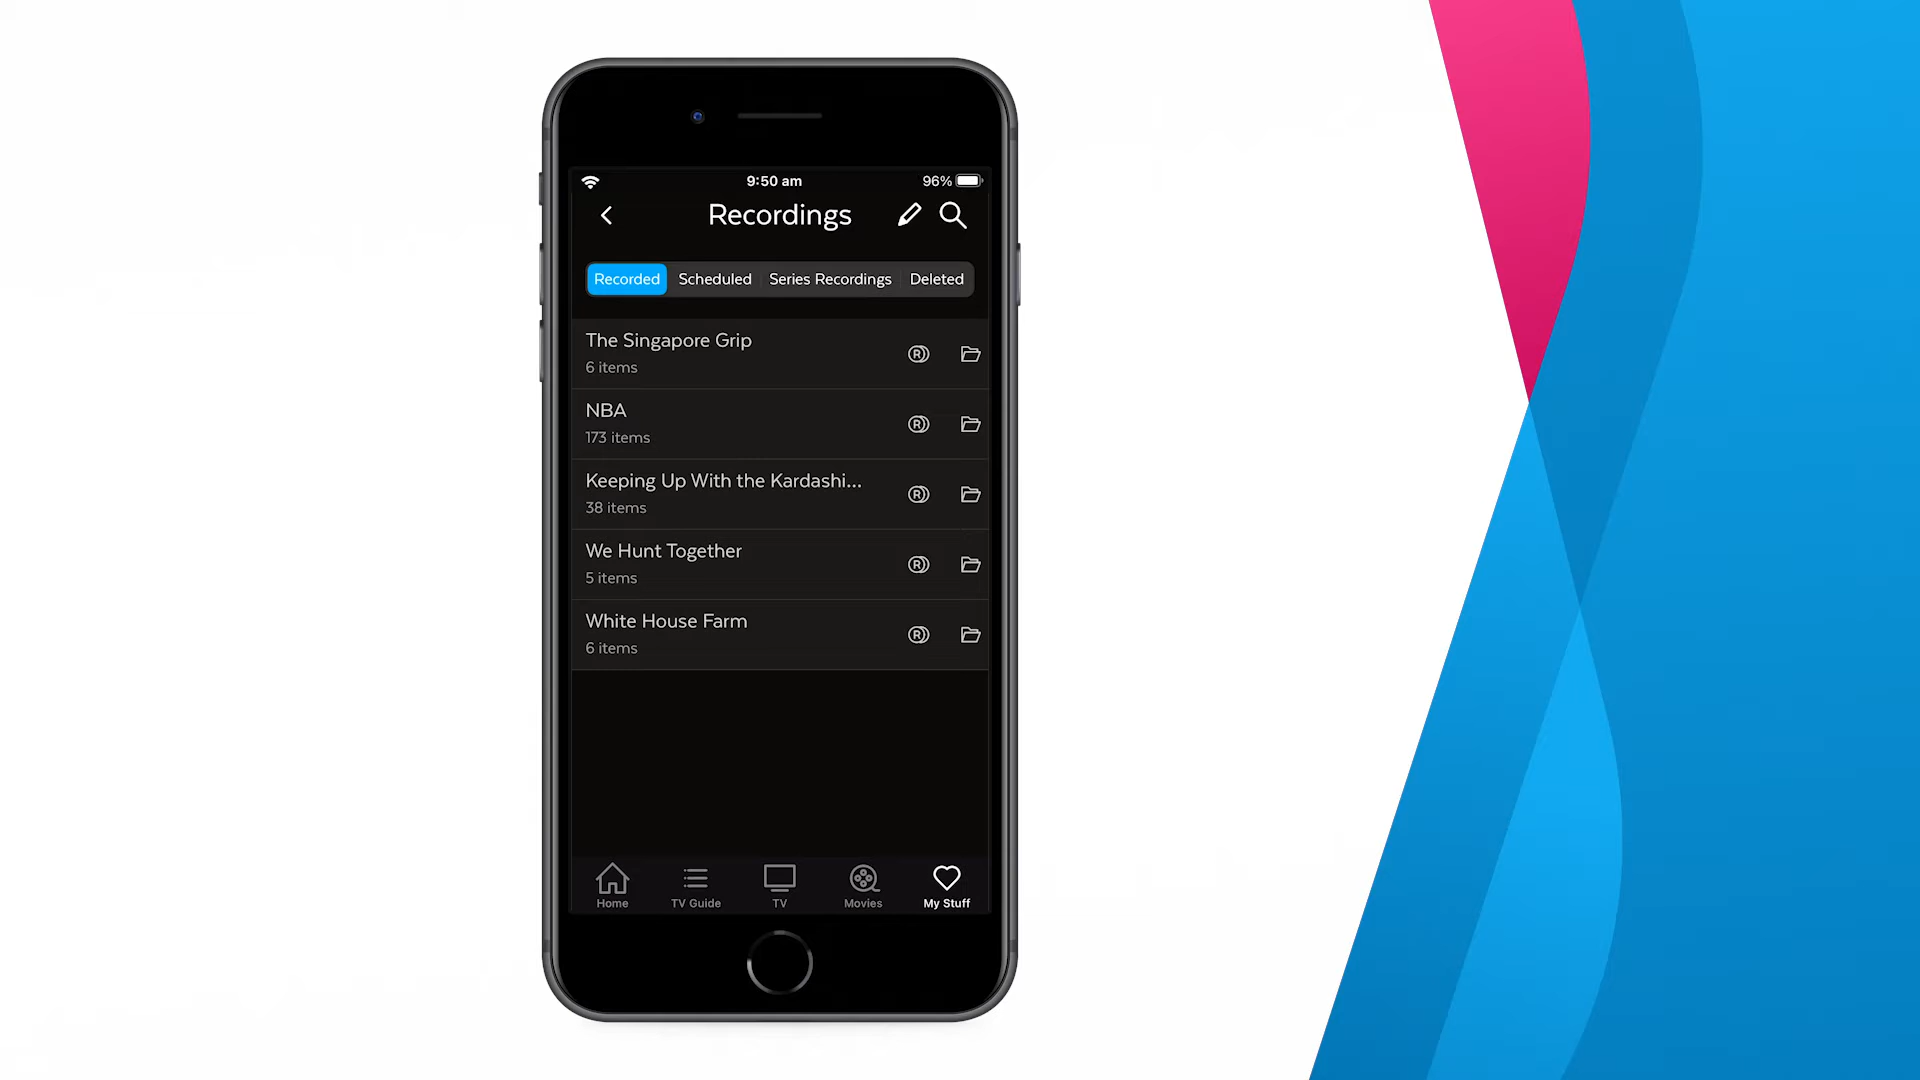 9:50 am
96%
Recordings
Recorded Scheduled Series Recordings Deleted
The Singapore Grip
6 items
NBA
173 items
Keeping Up With the Kardashi...
38 items
We Hunt Together
5 items
White House Farm
6 items
Home TV Guide TV Movies My Stuff